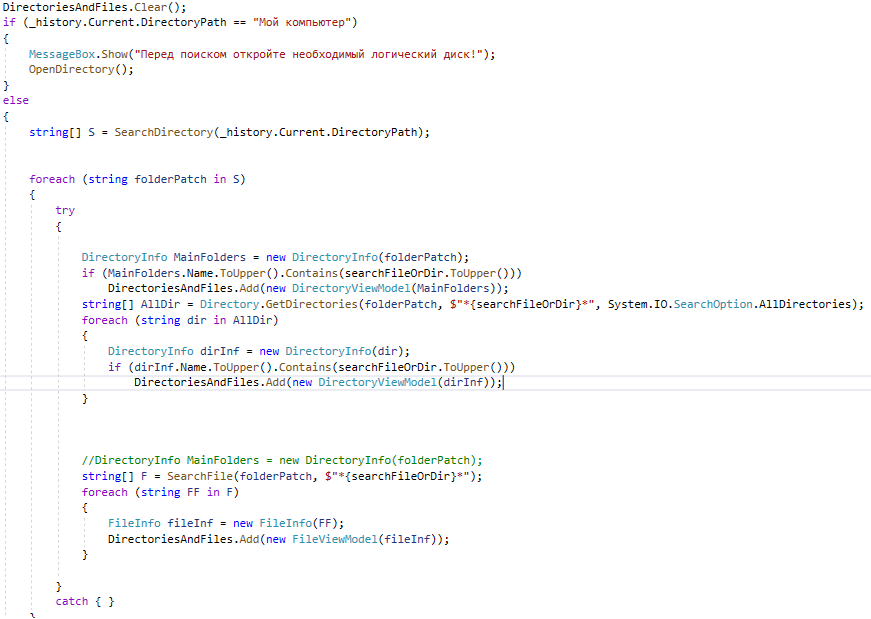 DirectoriesAndFiles.Clear();
if (_history.Current.DirectoryPath == "Мой компьютер")
{
MessageBox.Show("Перед поиском откройте необходимый логический диск!");
OpenDirectory();
}
else
{
string[] S = SearchDirectory(_history.Current.DirectoryPath);
foreach (string folderPatch in S)
{
try
{
DirectoryInfo MainFolders = new DirectoryInfo(folderPatch);
if (MainFolders.Name.ToUpper().Contains(searchFileOrDir.ToUpper()))
DirectoriesAndFiles.Add(new DirectoryViewModel(MainFolders));
string[] AllDir = Directory.GetDirectories(folderPatch, $"*{searchFileOrDir}*", System.IO.SearchOption.AllDirectories);
foreach (string dir in AllDir)
{
DirectoryInfo dirInf = new DirectoryInfo(dir);
if (dirInf.Name.ToUpper().Contains(searchFileOrDir.ToUpper()))
DirectoriesAndFiles.Add(new DirectoryViewModel(dirInf));
}
//DirectoryInfo MainFolders = new DirectoryInfo(folderPatch);
string[] F = SearchFile(folderPatch, $"*{searchFileOrDir}*");
foreach (string FF in F)
{
FileInfo fileInf = new FileInfo(FF);
DirectoriesAndFiles.Add(new FileViewModel(fileInf));
}
}
catch { }
}